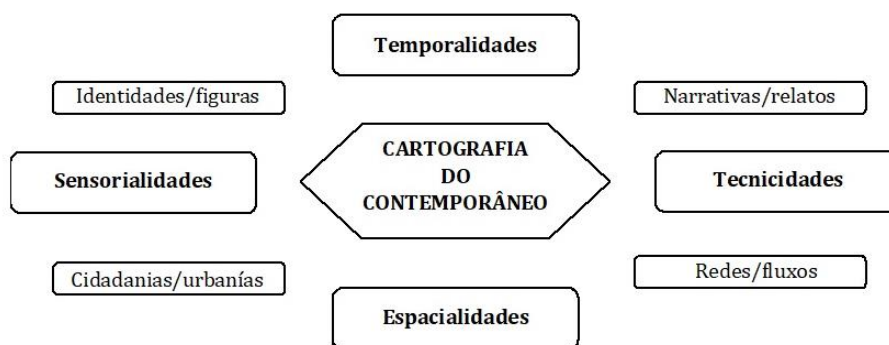 Temporalidades
Identidades/figuras
Narrativas/relatos
CARTOGRAFIA
DO
CONTEMPORÂNEO
Sensorialidades
Tecnicidades
Cidadanias/urbanías
Redes/fluxos
Espacialidades